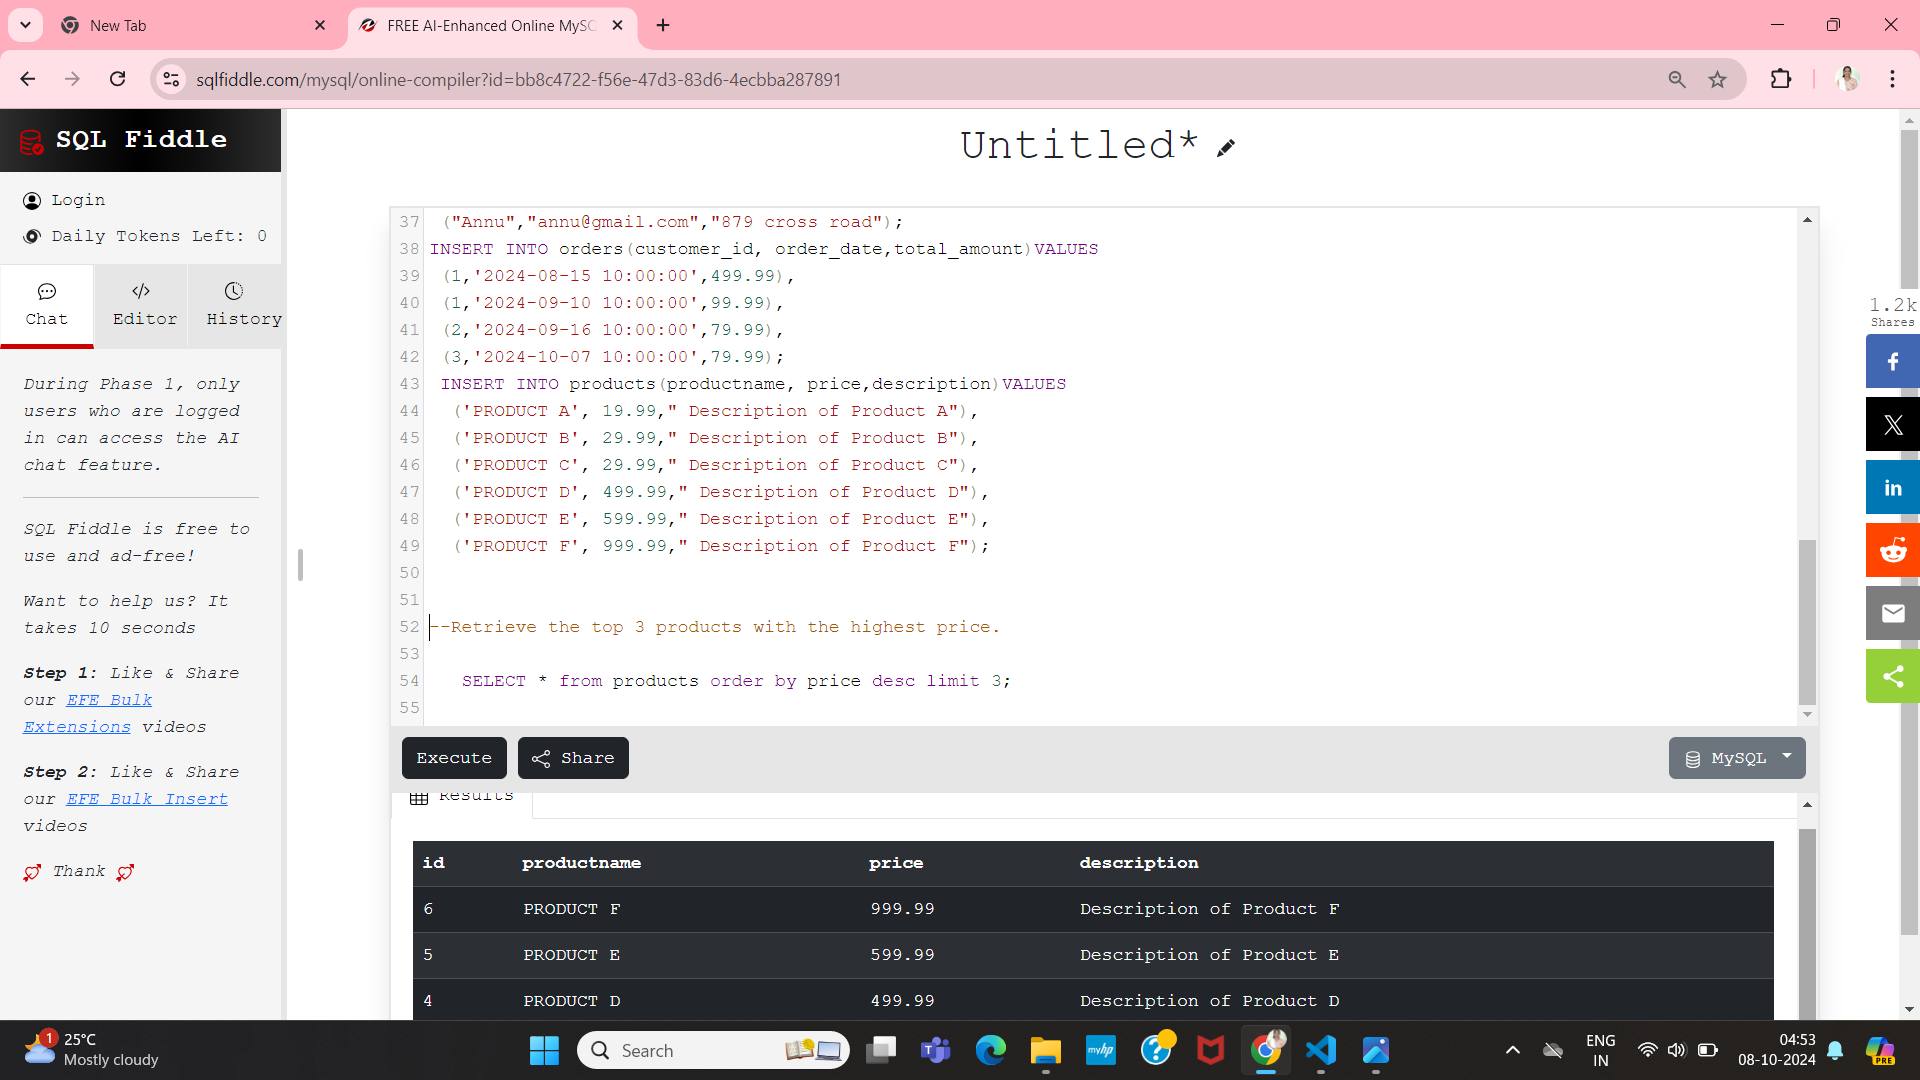 New Tab
FREE AI-Enhanced Online MySC
sqlfiddle.com/mysql/online-compiler?id=bb8c4722-f56e-47d3-83d6-4ecbba287891
SQL Fiddle
Login
Daily Tokens Left: 0
Chat
Editor
History
During Phase 1, only
users who are logged
in can access the AI
chat feature.
SQL Fiddle is free to
use and ad-free!
Want to help us? It
takes 10 seconds
Step 1: Like & Share
our EFE Bulk
Extensions videos
Step 2: Like & Share
our EFE Bulk Insert
videos
Thank
Untitled*
37 ("Annu","annu@gmail.com","879 cross road");
38 INSERT INTO orders(customer_id, order_date,total_amount)VALUES
39 (1,'2024-08-15 10:00:00',499.99),
40 (1,'2024-09-10 10:00:00',99.99),
41 (2,'2024-09-16 10:00:00',79.99),
42 (3,'2024-10-07 10:00:00',79.99);
43 INSERT INTO products(productname, price,description)VALUES
44 ('PRODUCT A', 19.99," Description of Product A"),
45 ('PRODUCT B', 29.99," Description of Product B"),
46 ('PRODUCT C', 29.99," Description of Product C"),
47 ('PRODUCT D', 499.99," Description of Product D"),
48 ('PRODUCT E', 599.99," Description of Product E"),
49 ('PRODUCT F', 999.99," Description of Product F");
50
51
52 --Retrieve the top 3 products with the highest price.
53
54 SELECT * from products order by price desc limit 3;
55
Execute
Share
MySQL
Results
id productname price description
6 PRODUCT F 999.99 Description of Product F
5 PRODUCT E 599.99 Description of Product E
4 PRODUCT D 499.99 Description of Product D
1.2k
Shares
f
X
in
1
25°C
Mostly cloudy
Search
myhp
ENG
IN
04:53
08-10-2024
PRE